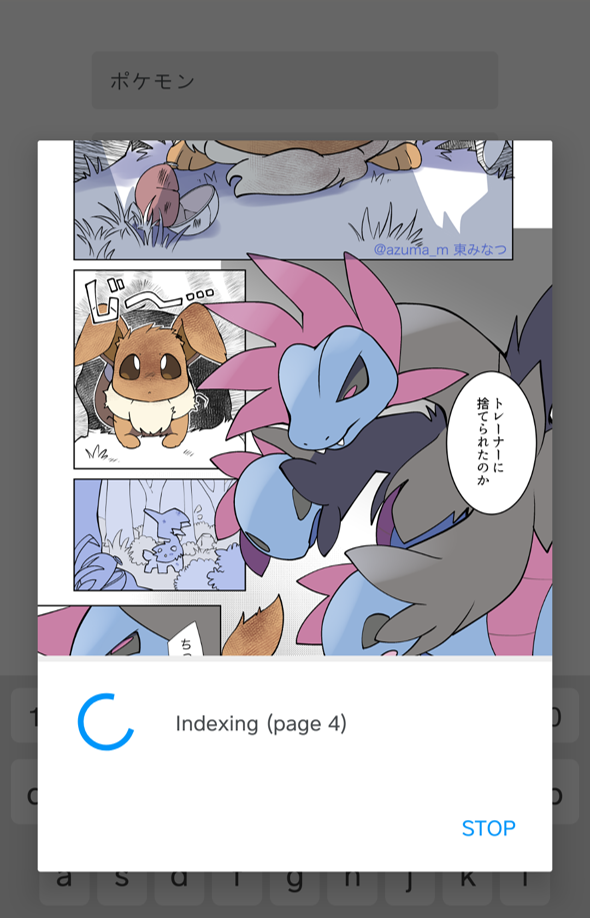 ポケモン
@azuma_m 東みなつ
じ〜…
トレーナーに
捨てられたのか
Indexing (page 4)
STOP
a s d f g h j k l